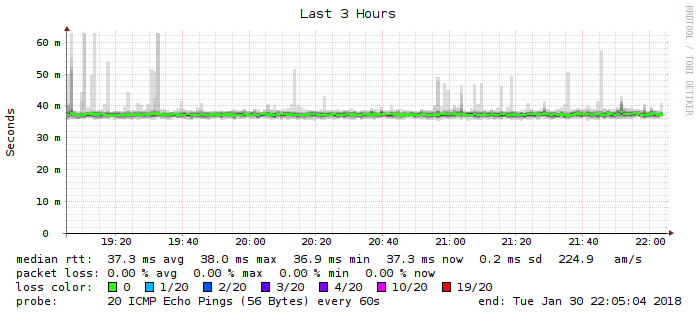 Last 3 Hours
RRDTOOL / TOBI OETIKER
Seconds
60 m
50 m
40 m
30 m
20 m
10 m
0
19:20 19:40 20:00 20:20 20:40 21:00 21:20 21:40 22:00
median rtt: 37.3 ms avg 38.0 ms max 36.9 ms min 37.3 ms now 0.2 ms sd 224.9 am/s
packet loss: 0.00 % avg 0.00 % max 0.00 % min 0.00 % now
loss color: 0 1/20 2/20 3/20 4/20 10/20 19/20
probe: 20 ICMP Echo Pings (56 Bytes) every 60s end: Tue Jan 30 22:05:04 2018